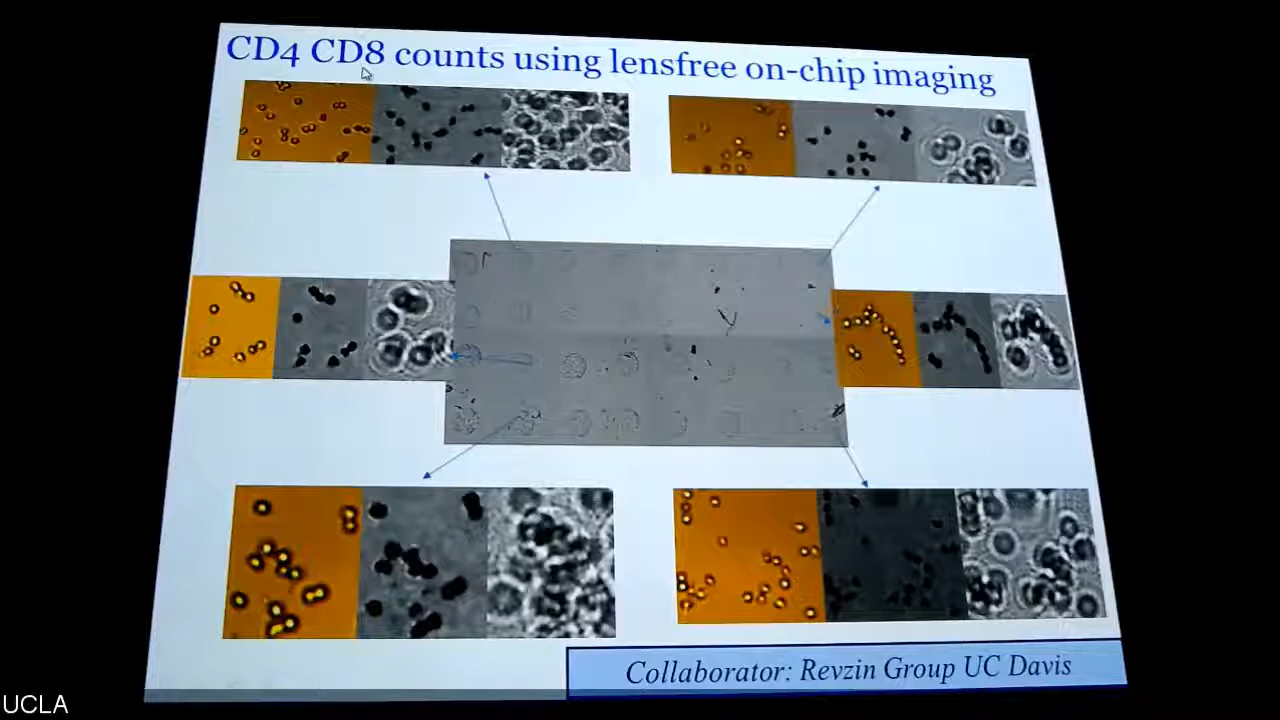 CD4 CD8 counts using lensfree on-chip imaging
Collaborator: Revzin Group UC Davis
UCLA